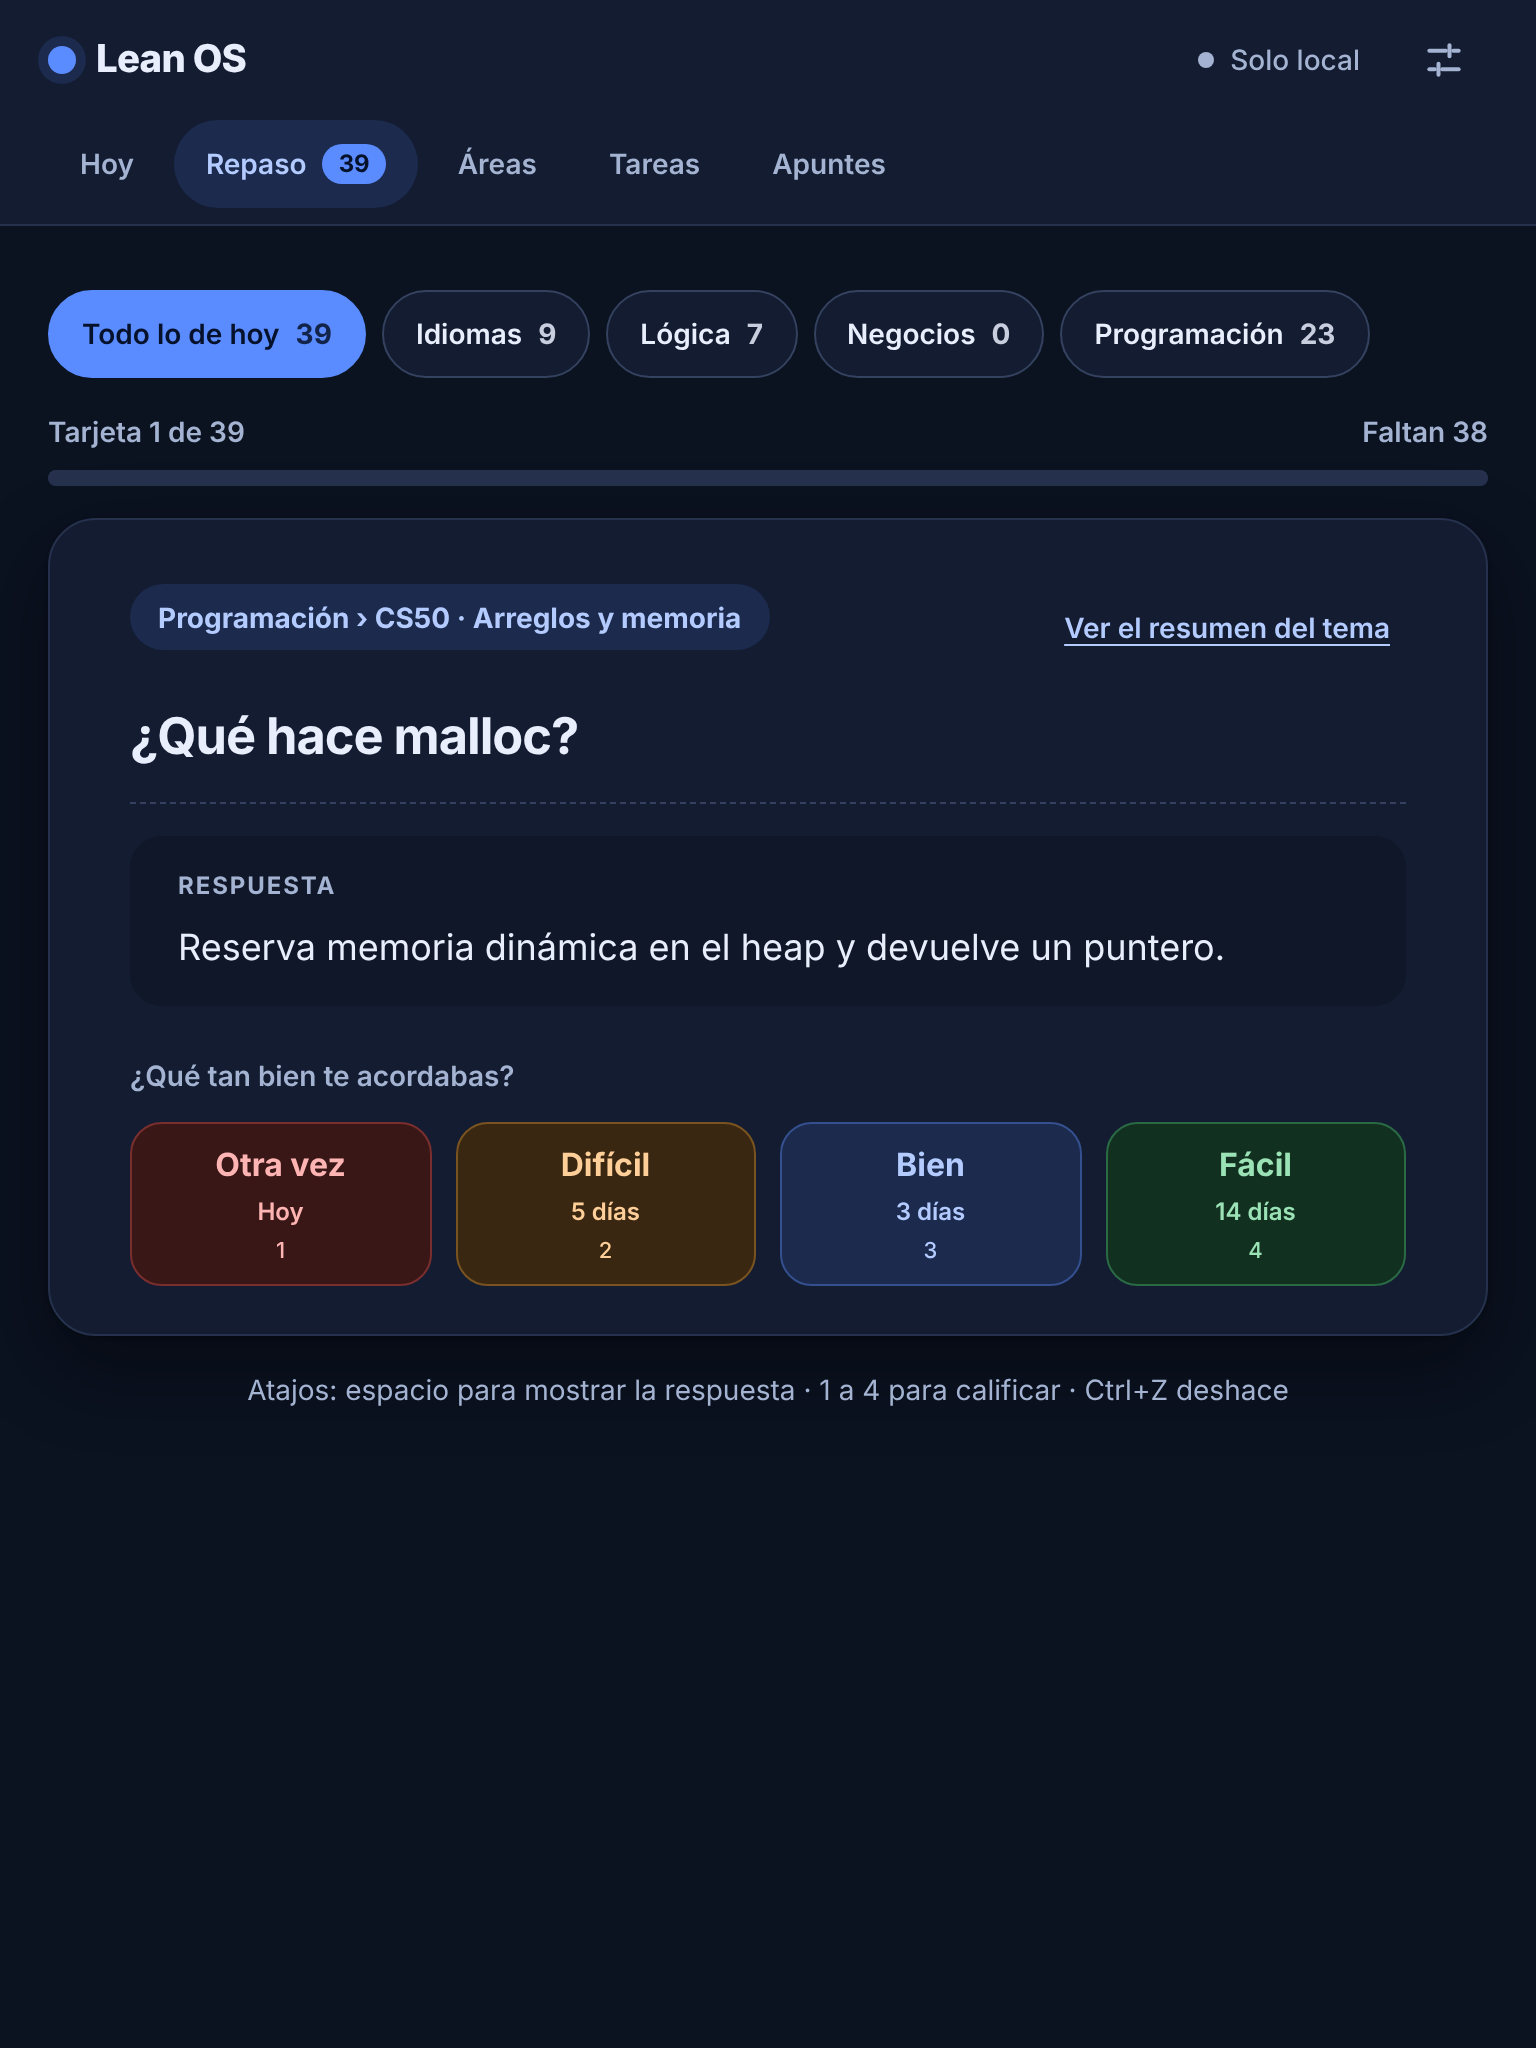 Lean OS
Solo local
Hoy Repaso 39 Áreas Tareas Apuntes
Todo lo de hoy 39 Idiomas 9 Lógica 7 Negocios 0 Programación 23
Tarjeta 1 de 39
Faltan 38
Programación › CS50 · Arreglos y memoria
Ver el resumen del tema
¿Qué hace malloc?
RESPUESTA
Reserva memoria dinámica en el heap y devuelve un puntero.
¿Qué tan bien te acordabas?
Otra vez
Hoy
1
Difícil
5 días
2
Bien
3 días
3
Fácil
14 días
4
Atajos: espacio para mostrar la respuesta · 1 a 4 para calificar · Ctrl+Z deshace